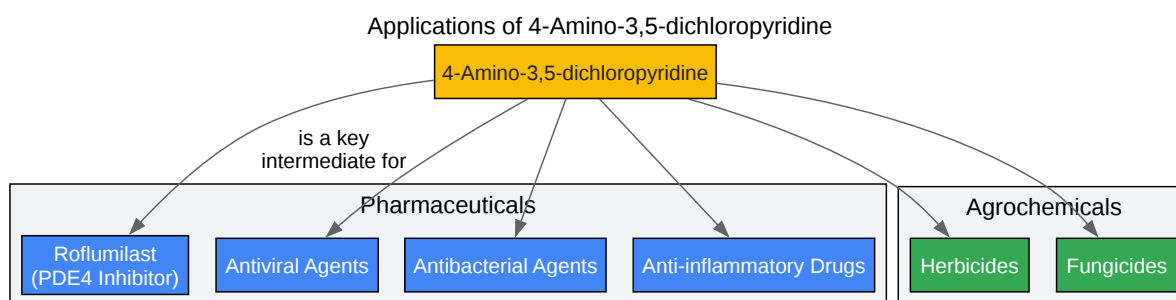 Applications of 4-Amino-3,5-dichloropyridine
4-Amino-3,5-dichloropyridine
is a key
intermediate for
Pharmaceuticals
Agrochemicals
Roflumilast
(PDE4 Inhibitor)
Antiviral Agents
Antibacterial Agents
Anti-inflammatory Drugs
Herbicides
Fungicides